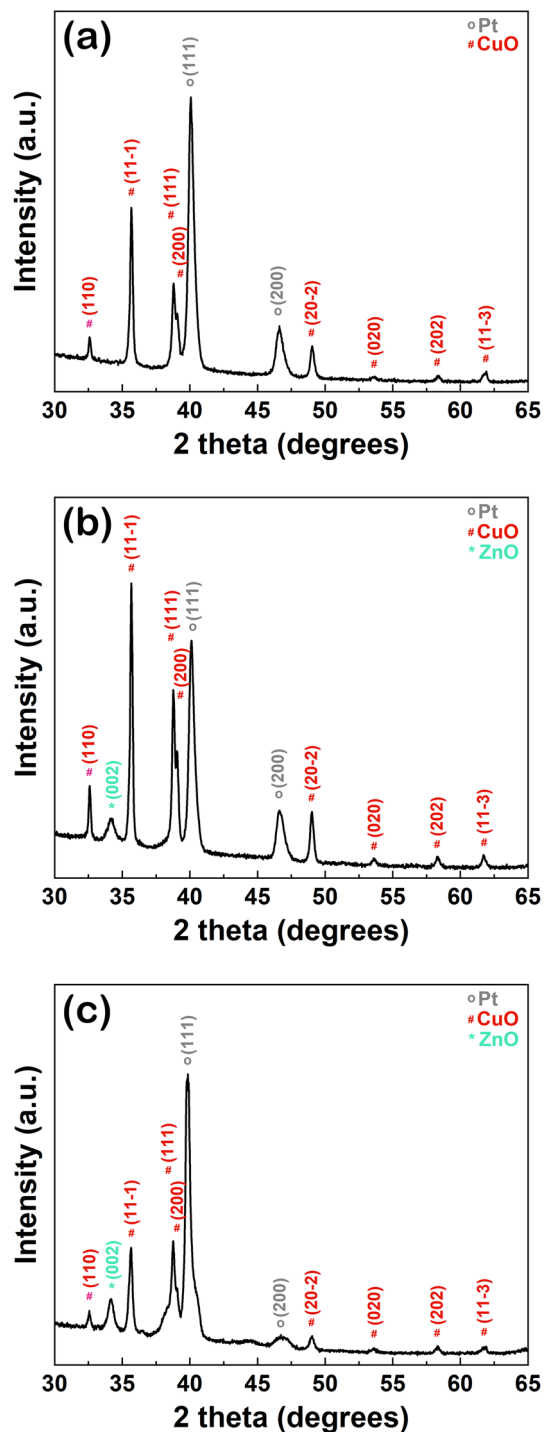 (a)
○Pt
#CuO
Intensity (a.u.)
#(110)
#(11-1)
#(111)
#(200)
○(111)
○(200)
#(20-2)
#(020)
#(202)
#(11-3)
30 35 40 45 50 55 60 65
2 theta (degrees)
(b)
○Pt
#CuO
*ZnO
Intensity (a.u.)
#(110)
*(002)
#(11-1)
#(111)
#(200)
○(111)
○(200)
#(20-2)
#(020)
#(202)
#(11-3)
30 35 40 45 50 55 60 65
2 theta (degrees)
(c)
○Pt
#CuO
*ZnO
Intensity (a.u.)
#(110)
*(002)
#(11-1)
#(111)
#(200)
○(111)
○(200)
#(20-2)
#(020)
#(202)
#(11-3)
30 35 40 45 50 55 60 65
2 theta (degrees)